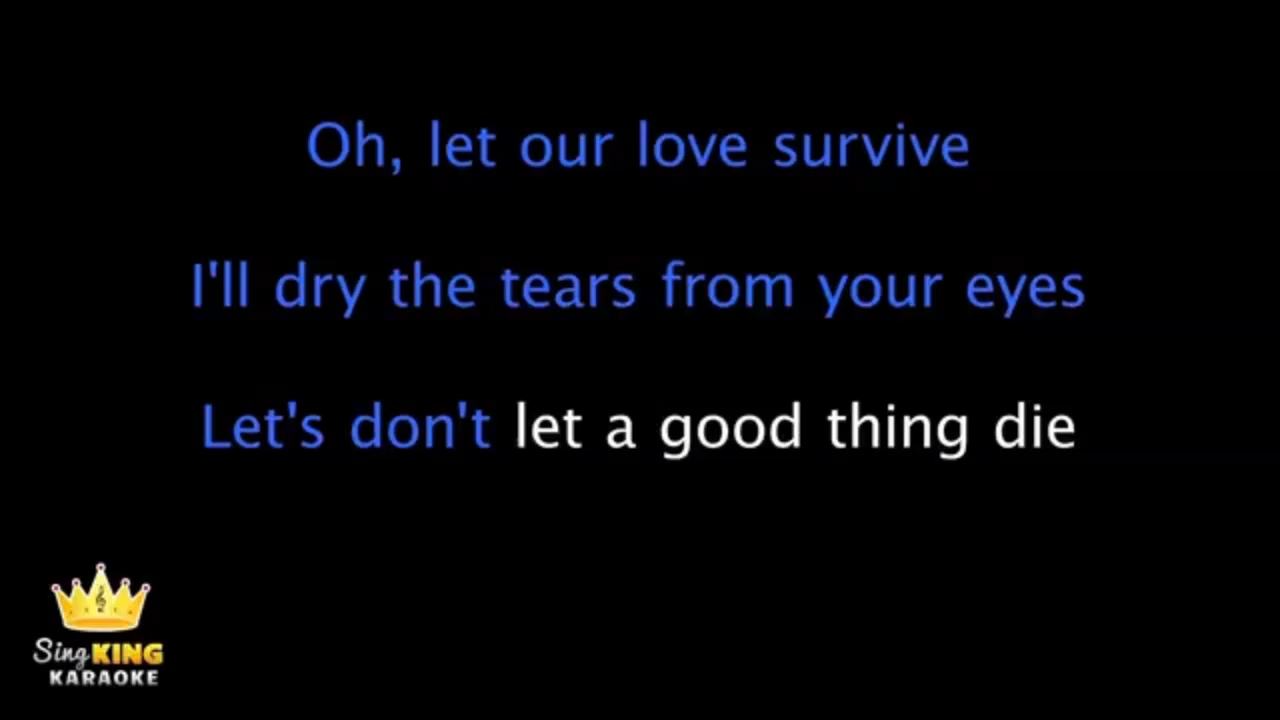 Oh, let our love survive
I'll dry the tears from your eyes
Let's don't let a good thing die
Sing KING
KARAOKE